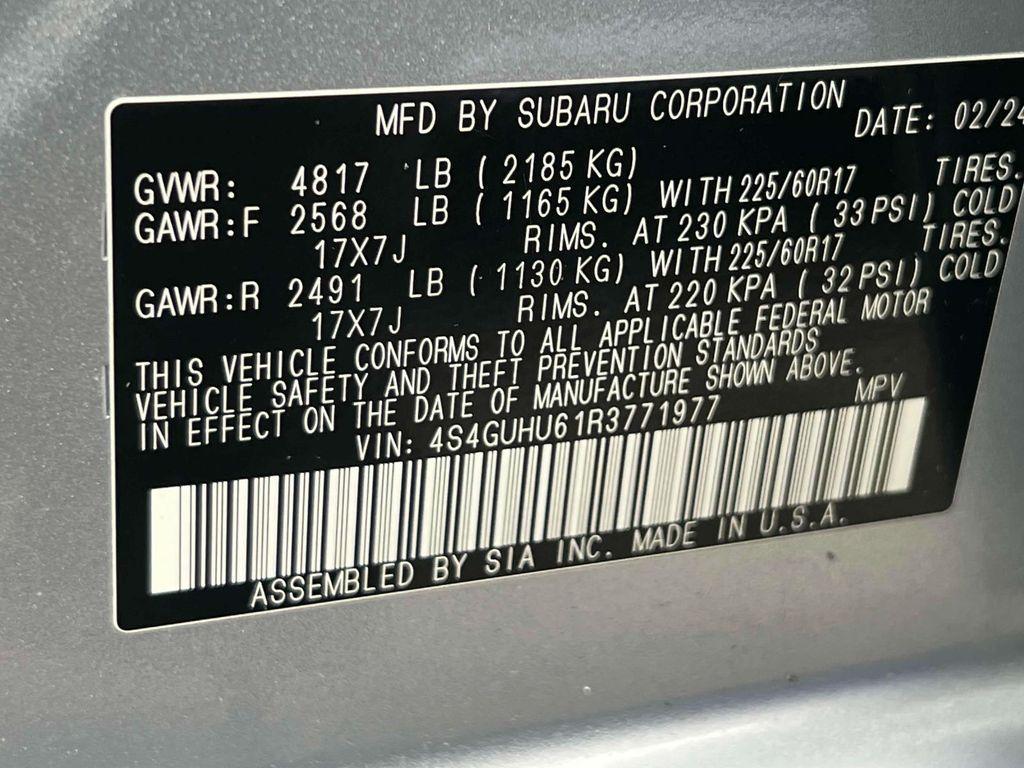 MFD BY SUBARU CORPORATION DATE: 02/24
GVWR: 4817 LB ( 2185 KG)
GAWR:F 2568 LB ( 1165 KG) WITH 225/60R17 TIRES.
17X7J RIMS. AT 230 KPA ( 33 PSI) COLD
GAWR:R 2491 LB ( 1130 KG) WITH 225/60R17 TIRES.
17X7J RIMS. AT 220 KPA ( 32 PSI) COLD
THIS VEHICLE CONFORMS TO ALL APPLICABLE FEDERAL MOTOR
VEHICLE SAFETY AND THEFT PREVENTION STANDARDS
IN EFFECT ON THE DATE OF MANUFACTURE SHOWN ABOVE.
VIN: 4S4GUHU61R3771977 MPV
ASSEMBLED BY SIA INC. MADE IN U.S.A.